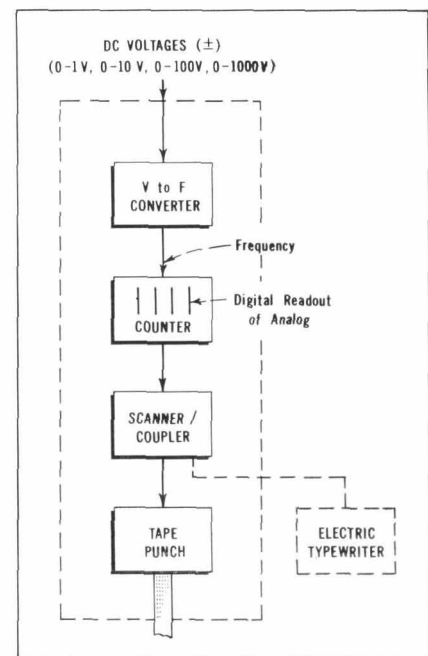 DC VOLTAGES (±)
(0-1V, 0-10V, 0-100V, 0-1000V)
V to F
CONVERTER
Frequency
Digital Readout
of Analog
COUNTER
SCANNER /
COUPLER
TAPE
PUNCH
ELECTRIC
TYPEWRITER